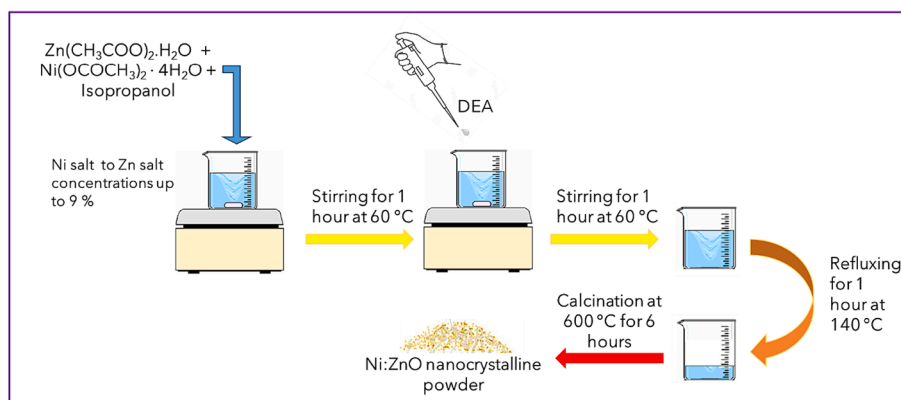 Zn(CH₃COO)₂.H₂O +
Ni(OCOCH₃)₂ · 4H₂O +
Isopropanol
DEA
Ni salt to Zn salt
concentrations up
to 9 %
Stirring for 1
hour at 60 °C
Stirring for 1
hour at 60 °C
Refluxing
for 1
hour at
140 °C
Calcination at
600 °C for 6
hours
Ni:ZnO nanocrystalline
powder